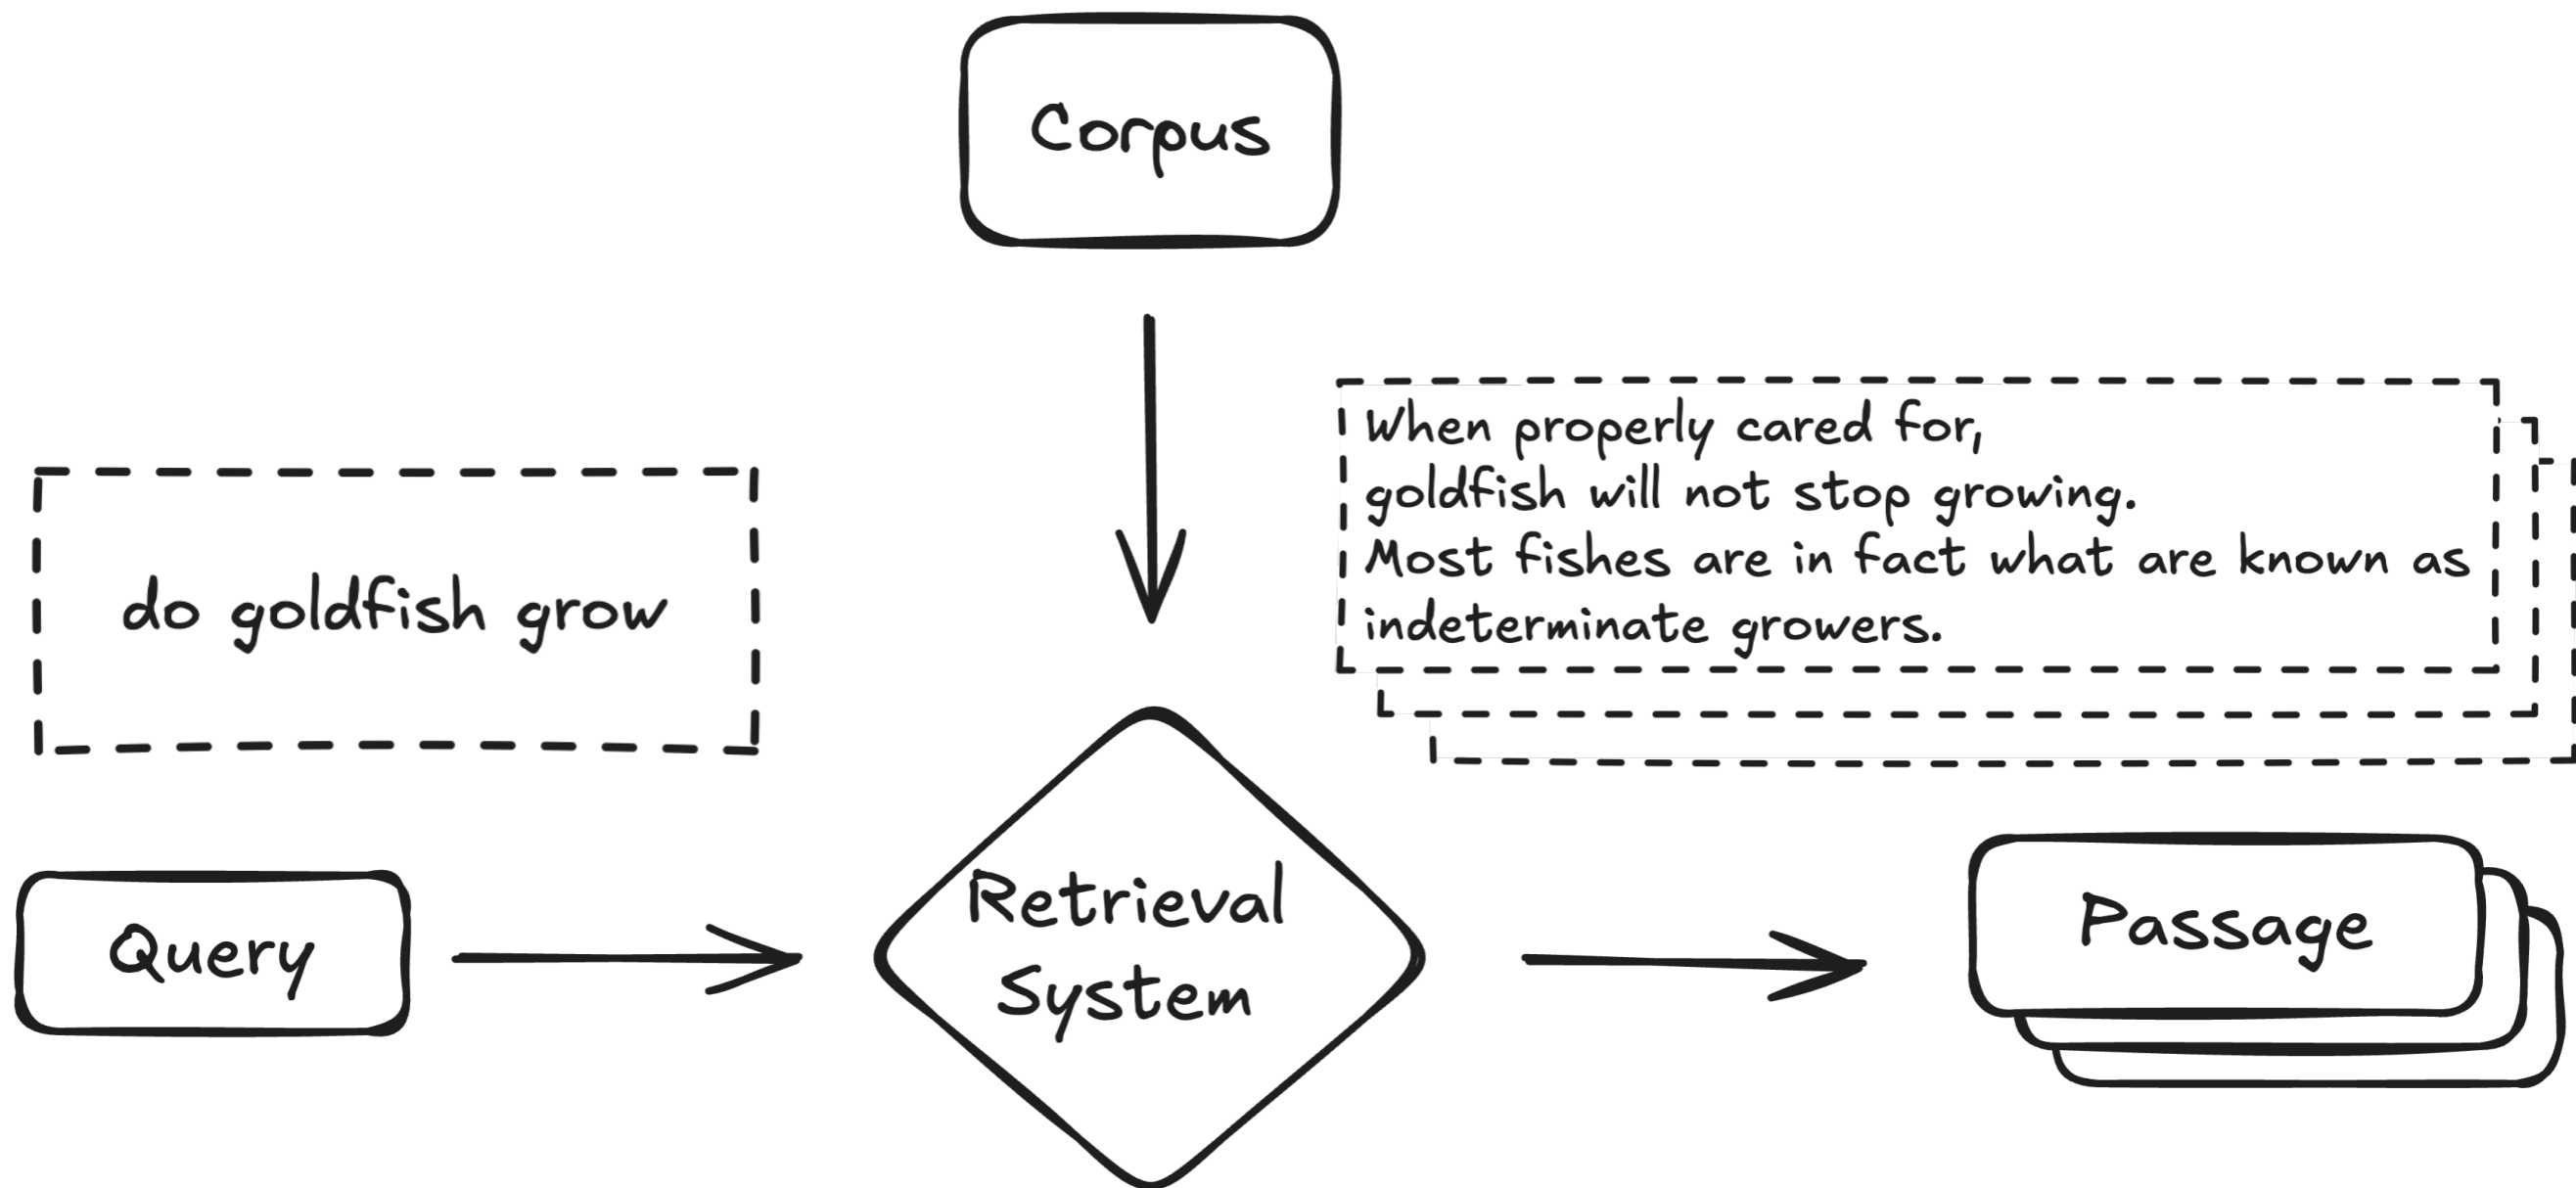 Corpus
When properly cared for,
goldfish will not stop growing.
Most fishes are in fact what are known as
indeterminate growers.
do goldfish grow
Query
Retrieval
System
Passage